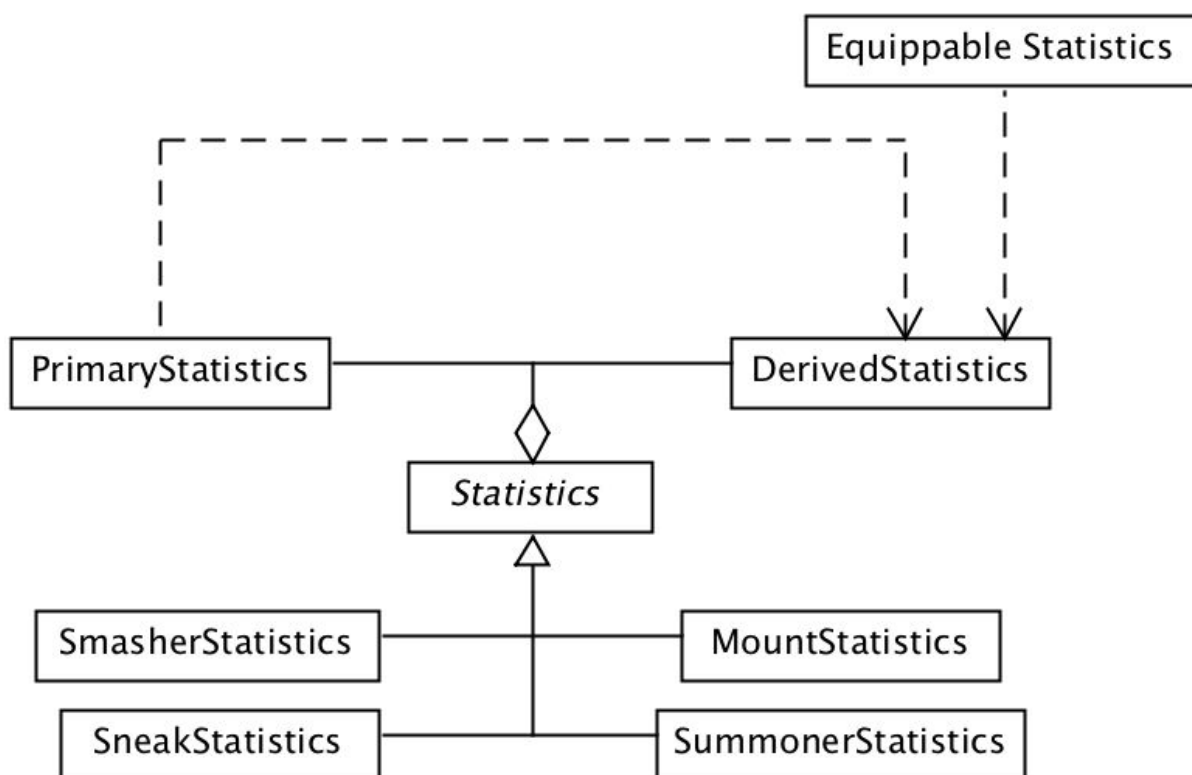 Equippable Statistics
PrimaryStatistics
DerivedStatistics
Statistics
SmasherStatistics
MountStatistics
SneakStatistics
SummonerStatistics